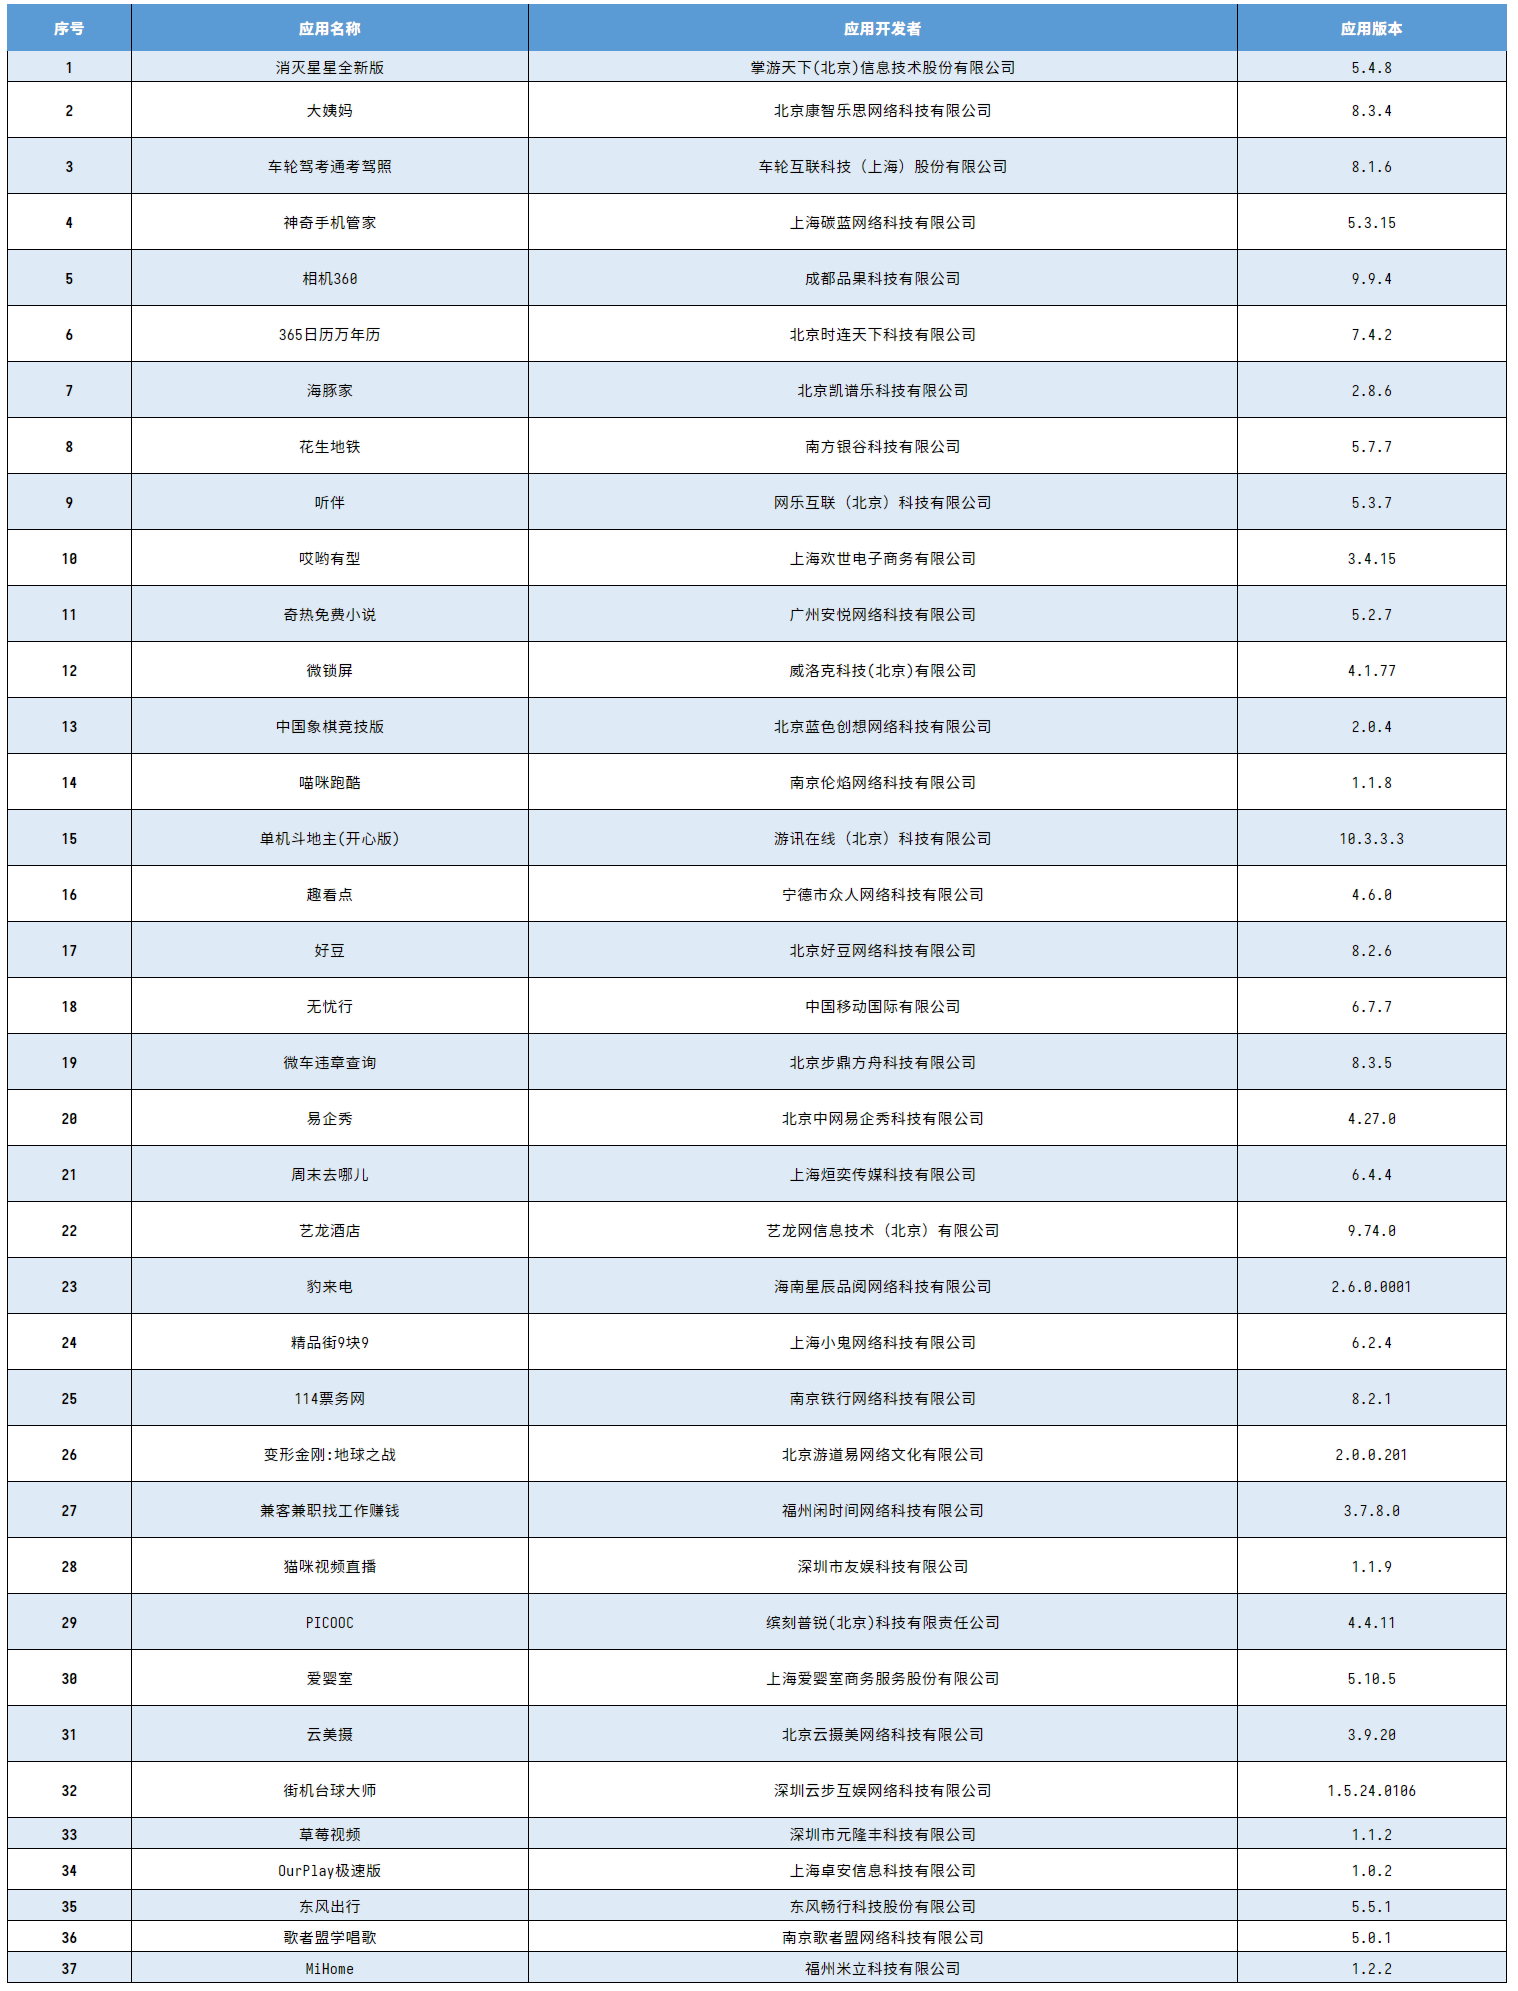 序号 应用名称 应用开发者 应用版本
1 消灭星星全新版 掌游天下(北京)信息技术股份有限公司 5.4.8
2 大姨妈 北京康智乐思网络科技有限公司 8.3.4
3 车轮驾考通考驾照 车轮互联科技（上海）股份有限公司 8.1.6
4 神奇手机管家 上海碳蓝网络科技有限公司 5.3.15
5 相机360 成都品果科技有限公司 9.9.4
6 365日历万年历 北京时连天下科技有限公司 7.4.2
7 海豚家 北京凯谱乐科技有限公司 2.8.6
8 花生地铁 南方银谷科技有限公司 5.7.7
9 听伴 网乐互联（北京）科技有限公司 5.3.7
10 哎哟有型 上海欢世电子商务有限公司 3.4.15
11 奇热免费小说 广州安悦网络科技有限公司 5.2.7
12 微锁屏 威洛克科技(北京)有限公司 4.1.77
13 中国象棋竞技版 北京蓝色创想网络科技有限公司 2.0.4
14 喵咪跑酷 南京伦焰网络科技有限公司 1.1.8
15 单机斗地主(开心版) 游讯在线（北京）科技有限公司 10.3.3.3
16 趣看点 宁德市众人网络科技有限公司 4.6.0
17 好豆 北京好豆网络科技有限公司 8.2.6
18 无忧行 中国移动国际有限公司 6.7.7
19 微车违章查询 北京步鼎方舟科技有限公司 8.3.5
20 易企秀 北京中网易企秀科技有限公司 4.27.0
21 周末去哪儿 上海烜奕传媒科技有限公司 6.4.4
22 艺龙酒店 艺龙网信息技术（北京）有限公司 9.74.0
23 豹来电 海南星辰品阅网络科技有限公司 2.6.0.0001
24 精品街9块9 上海小鬼网络科技有限公司 6.2.4
25 114票务网 南京铁行网络科技有限公司 8.2.1
26 变形金刚:地球之战 北京游道易网络文化有限公司 2.0.0.201
27 兼客兼职找工作赚钱 福州闲时间网络科技有限公司 3.7.8.0
28 猫咪视频直播 深圳市友娱科技有限公司 1.1.9
29 PICOOC 缤刻普锐(北京)科技有限责任公司 4.4.11
30 爱婴室 上海爱婴室商务服务股份有限公司 5.10.5
31 云美摄 北京云摄美网络科技有限公司 3.9.20
32 街机台球大师 深圳云步互娱网络科技有限公司 1.5.24.0106
33 草莓视频 深圳市元隆丰科技有限公司 1.1.2
34 OurPlay极速版 上海卓安信息科技有限公司 1.0.2
35 东风出行 东风畅行科技股份有限公司 5.5.1
36 歌者盟学唱歌 南京歌者盟网络科技有限公司 5.0.1
37 MiHome 福州米立科技有限公司 1.2.2